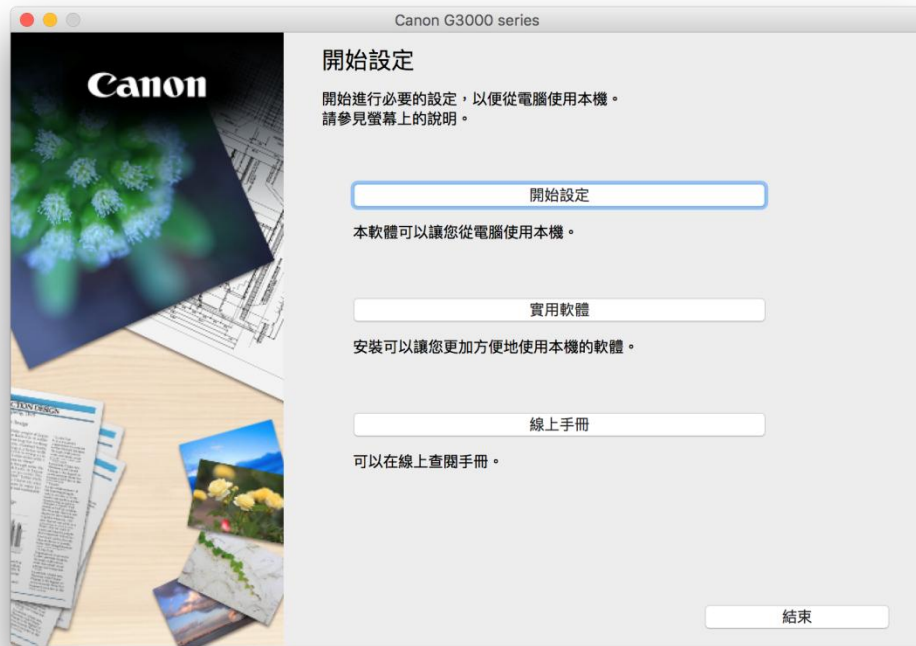 Canon G3000 series
Canon
開始設定
開始進行必要的設定，以便從電腦使用本機。
請參見螢幕上的說明。
開始設定
本軟體可以讓您從電腦使用本機。
實用軟體
安裝可以讓您更加方便地使用本機的軟體。
線上手冊
可以在線上查閱手冊。
結束